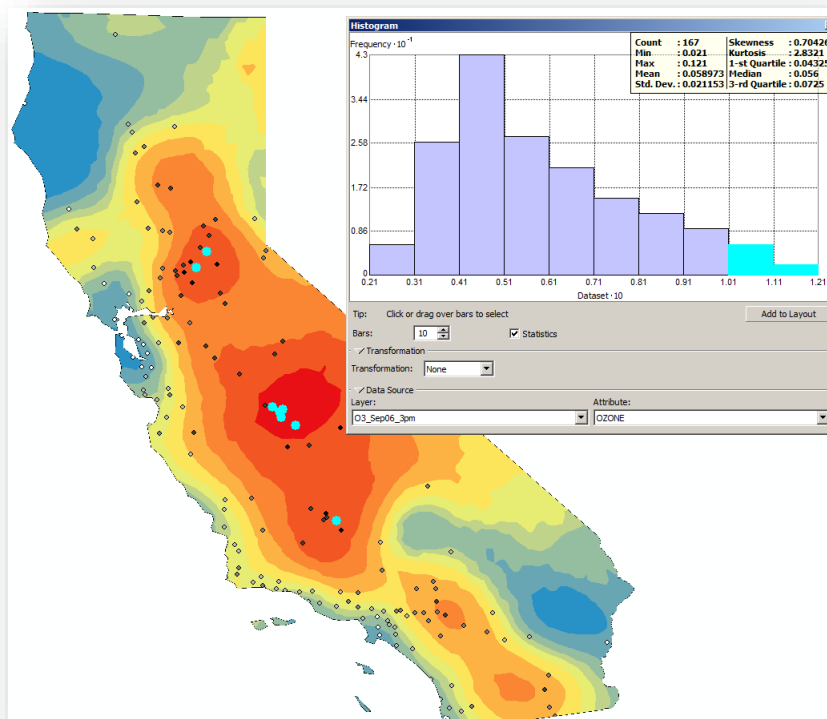 Histogram
Frequency · 10⁻¹
Count : 167 Skewness : 0.70426
Min : 0.021 Kurtosis : 2.8321
Max : 0.121 1-st Quartile : 0.04325
Mean : 0.058973 Median : 0.056
Std. Dev. : 0.021153 3-rd Quartile : 0.0725
4.3
3.44
2.58
1.72
0.86
0
0.21 0.31 0.41 0.51 0.61 0.71 0.81 0.91 1.01 1.11 1.21
Dataset · 10
Tip: Click or drag over bars to select
Add to Layout
Bars: 10 Statistics
Transformation
Transformation: None
Data Source
Layer: Attribute:
O3_Sep06_3pm OZONE